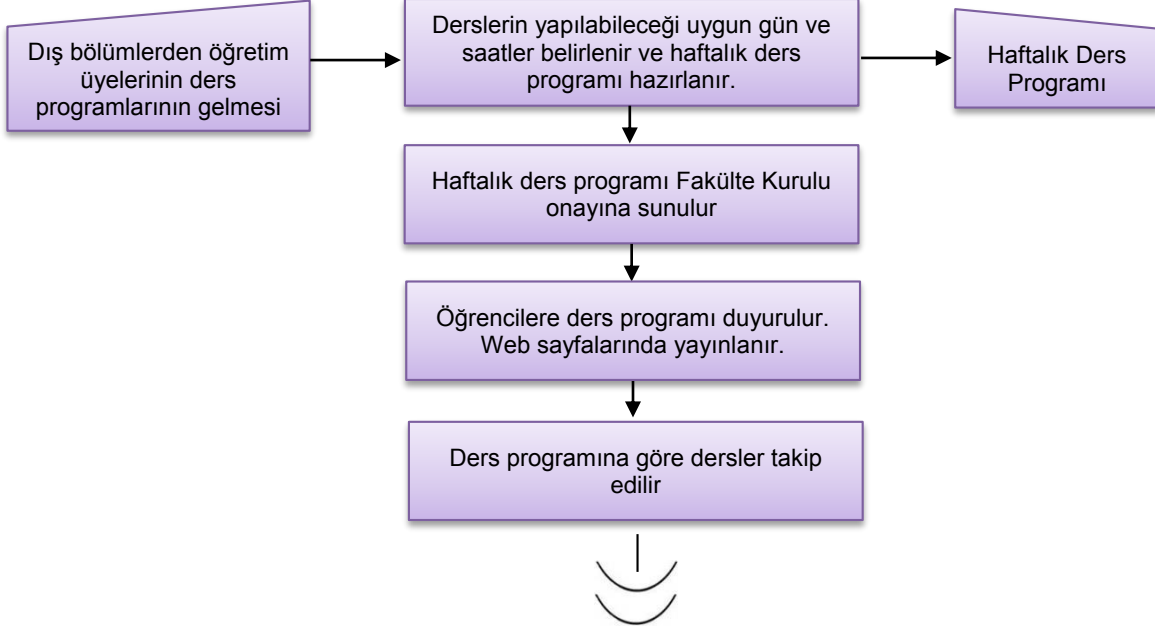 Dış bölümlerden öğretim
üyelerinin ders
programlarının gelmesi
Derslerin yapılabileceği uygun gün ve
saatler belirlenir ve haftalık ders
programı hazırlanır.
Haftalık Ders
Programı
Haftalık ders programı Fakülte Kurulu
onayına sunulur
Öğrencilere ders programı duyurulur.
Web sayfalarında yayınlanır.
Ders programına göre dersler takip
edilir